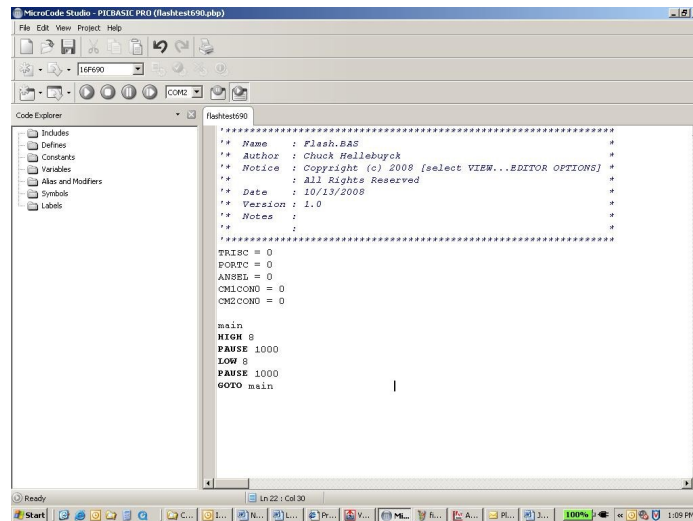 MicroCode Studio - PICBASIC PRO (flashtest690.pbp)
File Edit View Project Help
16F690
COM2
Code Explorer
flashtest690
Includes
Defines
Constants
Variables
Alias and Modifiers
Symbols
Labels
'****************************************************************
'* Name : Flash.BAS *
'* Author : Chuck Hellebuyck *
'* Notice : Copyright (c) 2008 [select VIEW...EDITOR OPTIONS] *
'* : All Rights Reserved *
'* Date : 10/13/2008 *
'* Version : 1.0 *
'* Notes : *
'* : *
'****************************************************************
TRISC = 0
PORTC = 0
ANSEL = 0
CM1CON0 = 0
CM2CON0 = 0
main
HIGH 8
PAUSE 1000
LOW 8
PAUSE 1000
GOTO main
Ready
Ln 22 : Col 30
Start
C...
I...
N...
L...
Pr...
V...
Mi...
fi...
A...
Pl...
J...
100%
1:09 PM